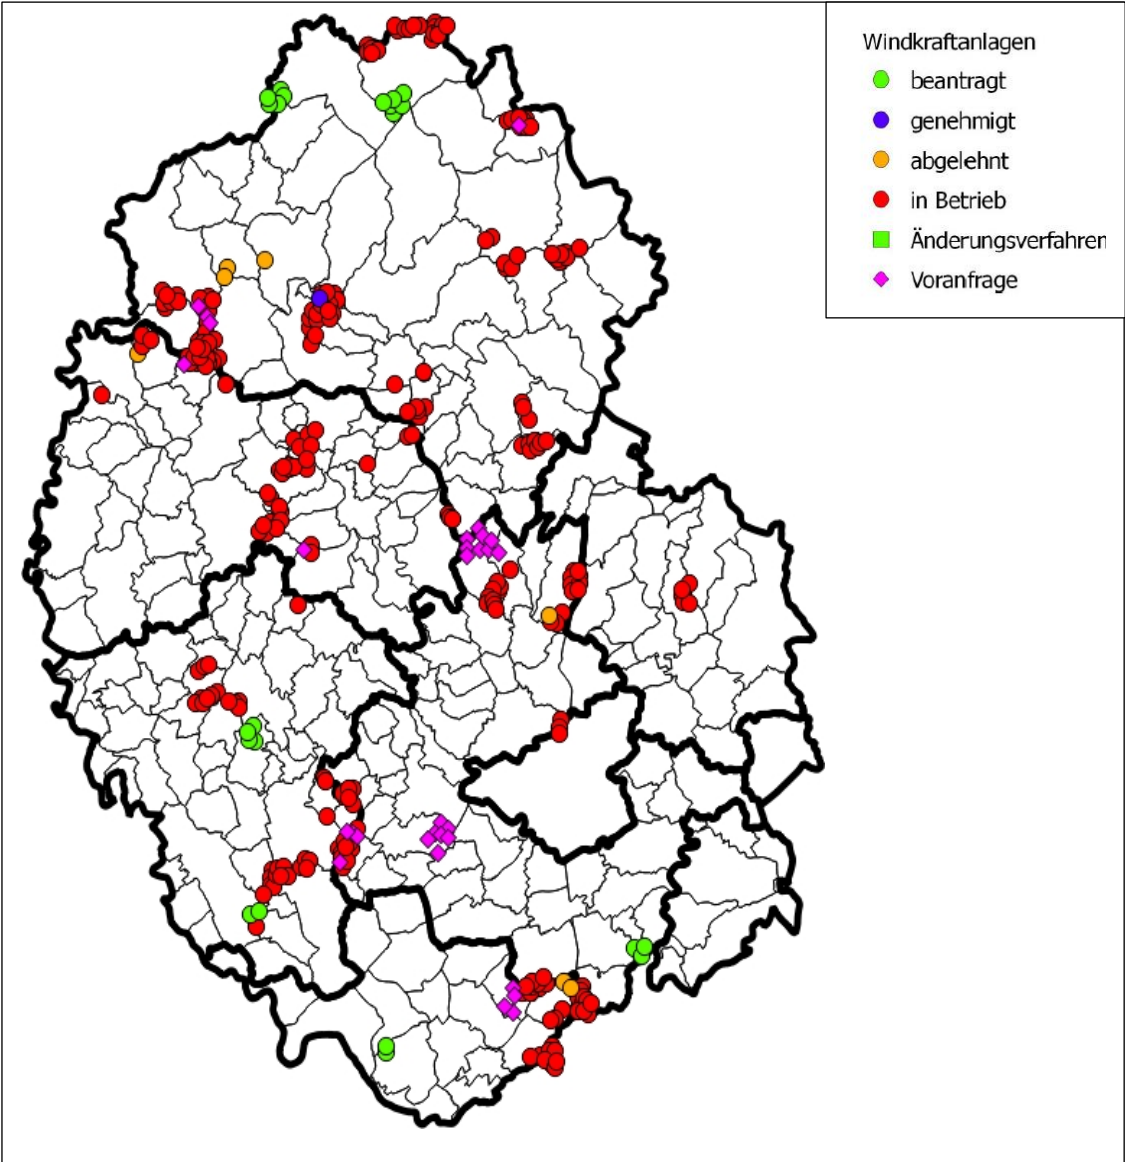 Windkraftanlagen
beantragt
genehmigt
abgelehnt
in Betrieb
Änderungsverfahren
Voranfrage